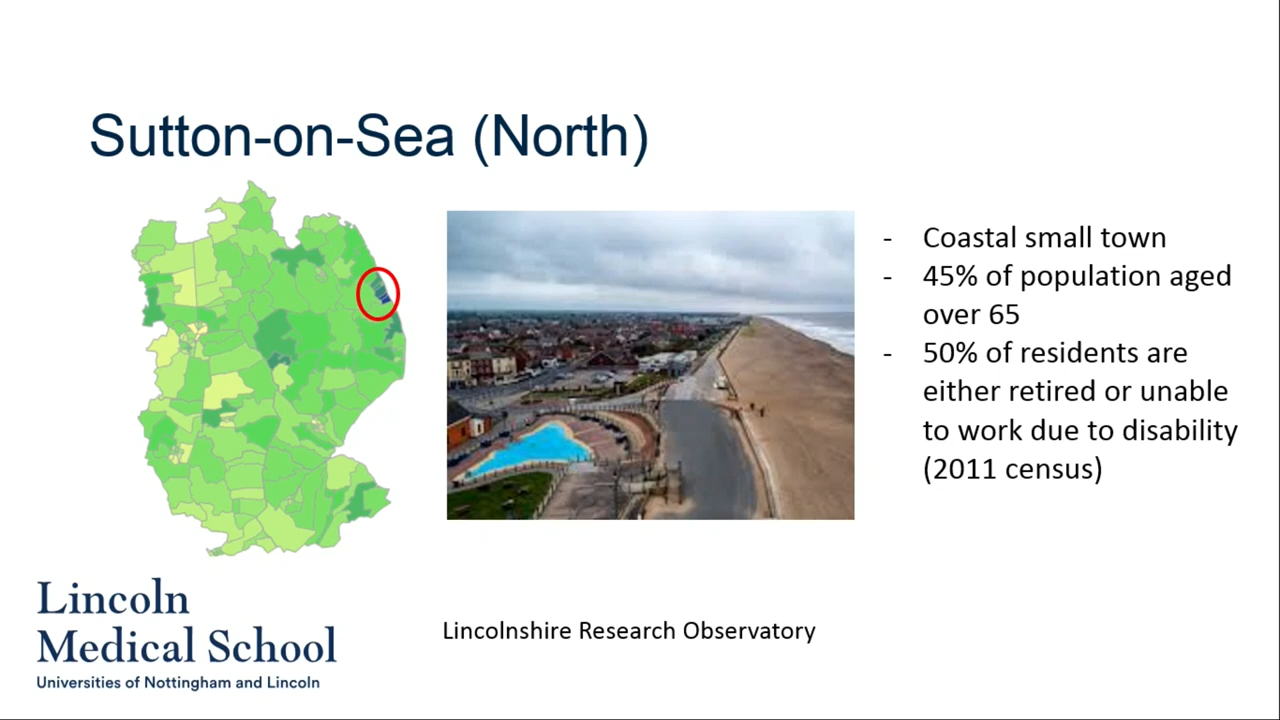 Sutton-on-Sea (North)
- Coastal small town
- 45% of population aged
over 65
- 50% of residents are
either retired or unable
to work due to disability
(2011 census)
Lincoln
Medical School
Universities of Nottingham and Lincoln
Lincolnshire Research Observatory